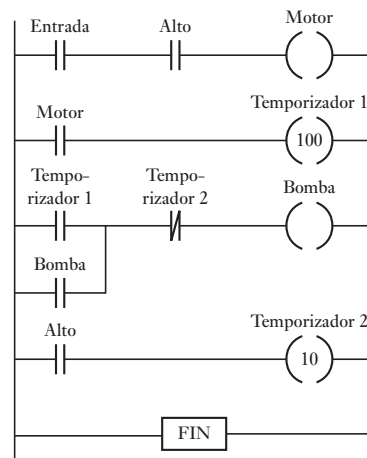 Entrada Alto Motor
Motor Temporizador 1
100
Tempo-
rizador 1
Tempo-
rizador 2
Bomba
Bomba
Alto Temporizador 2
10
FIN